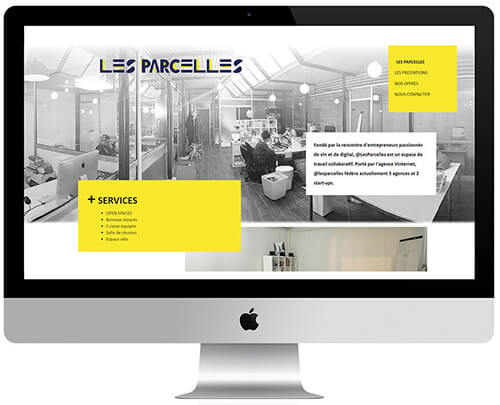 LES PARCELLES
LES PARCELLES
LES PRESTATIONS
NOS OFFRES
NOUS CONTACTER
Fondé par la rencontre d'entrepreneurs passionnés
de vin et de digital, @LesParcelles est un espace de
travail collaboratif. Porté par l'agence Vinternet,
@lesparcelles fédère actuellement 5 agences et 2
start-ups.
+ SERVICES
• OPEN SPACES
• Bureaux séparés
• Cuisine équipée
• Salle de réunion
• Espace vélo